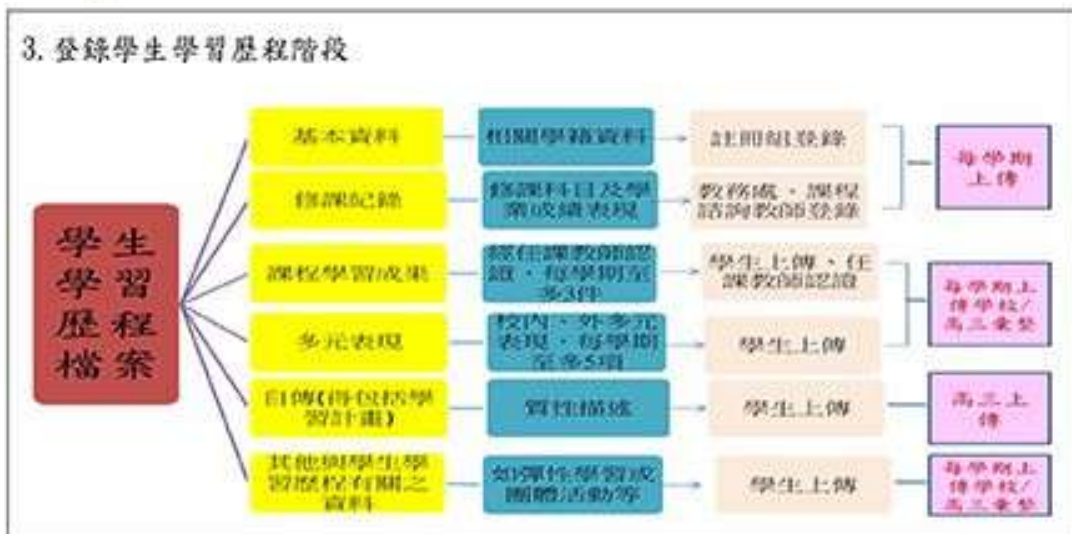 3. 登錄學生學習歷程階段
學生
學習
歷程
檔案
基本資料
相關學籍資料
註冊組登錄
每學期
上傳
修課記錄
修課科目及學
業成績表現
教務處、課程
諮詢教師登錄
課程學習成果
經任課教師認
證，每學期至
多3件
學生上傳、任
課教師認證
每學期上
傳學校/
高三彙整
多元表現
校內、外多元
表現，每學期
至多5項
學生上傳
自傳(得包括學
習計畫)
質性描述
學生上傳
高三上
傳
其他與學生學
習歷程有關之
資料
如彈性學習或
團體活動等
學生上傳
每學期上
傳學校/
高三彙整